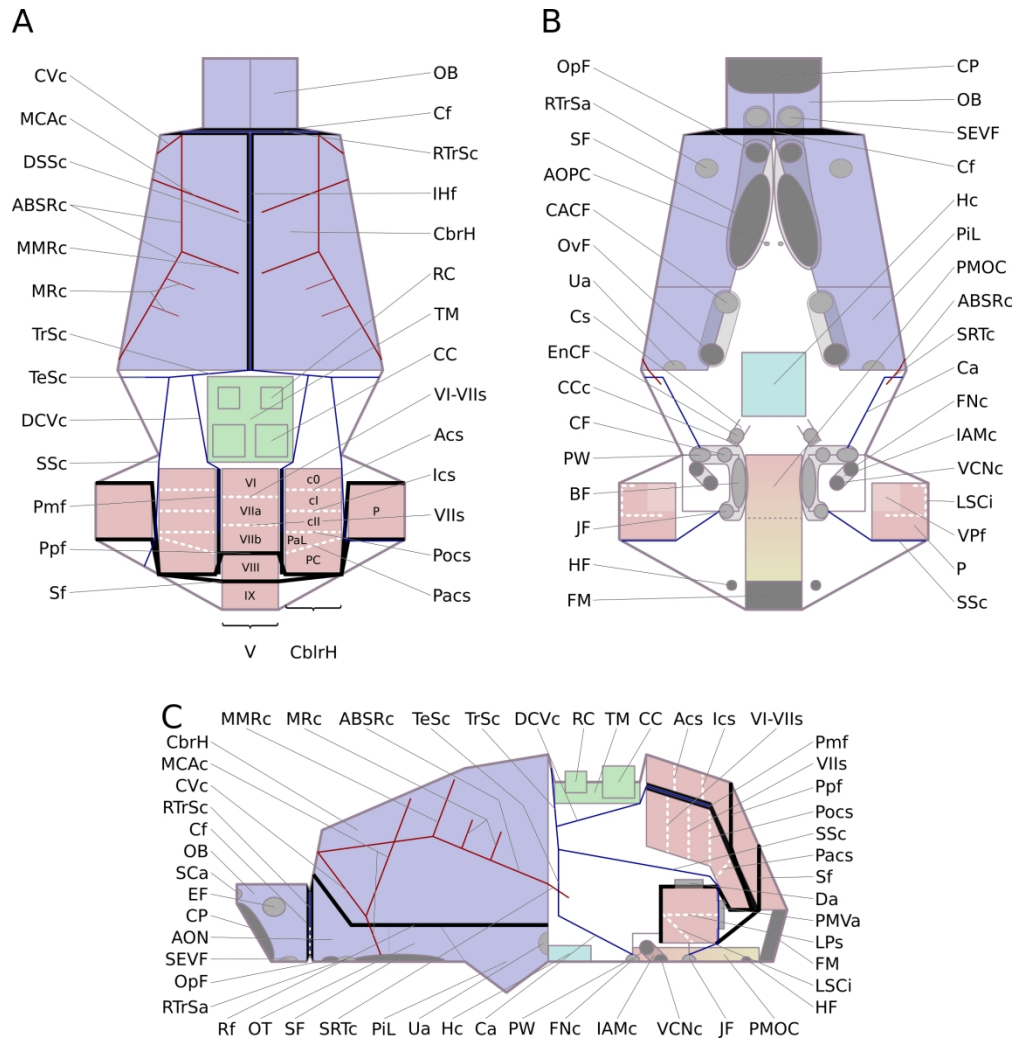 A
CVc
MCAc
DSSc
ABSRc
MMRc
MRc
TrSc
TeSc
DCVc
SSc
Pmf
Ppf
Sf
OB
Cf
RTrSc
IHf
CbrH
RC
TM
CC
VI-VIIs
Acs
Ics
VIIs
Pocs
Pacs
VI
VIIa
VIIb
VIII
IX
c0
cI
cII
PaL
PC
P
V
CblrH
B
OpF
RTrSa
SF
AOPC
CACF
OvF
Ua
Cs
EnCF
CCc
CF
PW
BF
JF
HF
FM
CP
OB
SEVF
Cf
Hc
PiL
PMOC
ABSRc
SRTc
Ca
FNc
IAMc
VCNc
LSCi
VPf
P
SSc
C
MMRc MRc ABSRc TeSc TrSc DCVc RC TM CC Acs Ics VI-VIIs
CbrH
MCAc
CVc
RTrSc
Cf
OB
SCa
EF
CP
AON
SEVF
OpF
RTrSa
Pmf
VIIs
Ppf
Pocs
SSc
Pacs
Sf
Da
PMVa
LPs
FM
LSCi
HF
Rf OT SF SRTc PiL Ua Hc Ca PW FNc IAMc VCNc JF PMOC